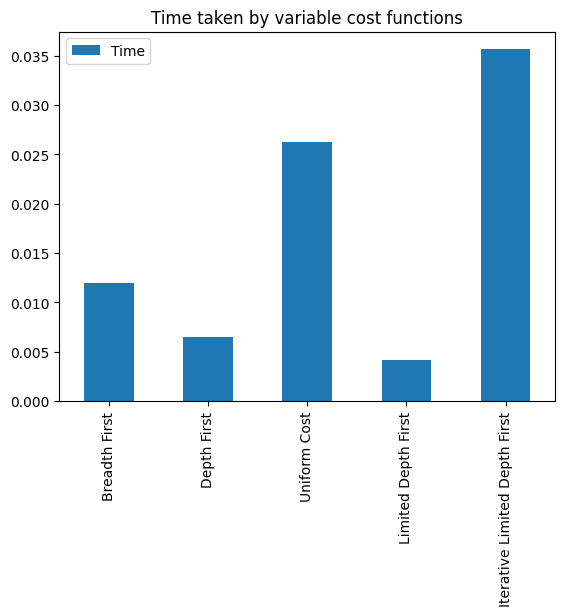 Time taken by variable cost functions
Time
0.035
0.030
0.025
0.020
0.015
0.010
0.005
0.000
Breadth First
Depth First
Uniform Cost
Limited Depth First
Iterative Limited Depth First